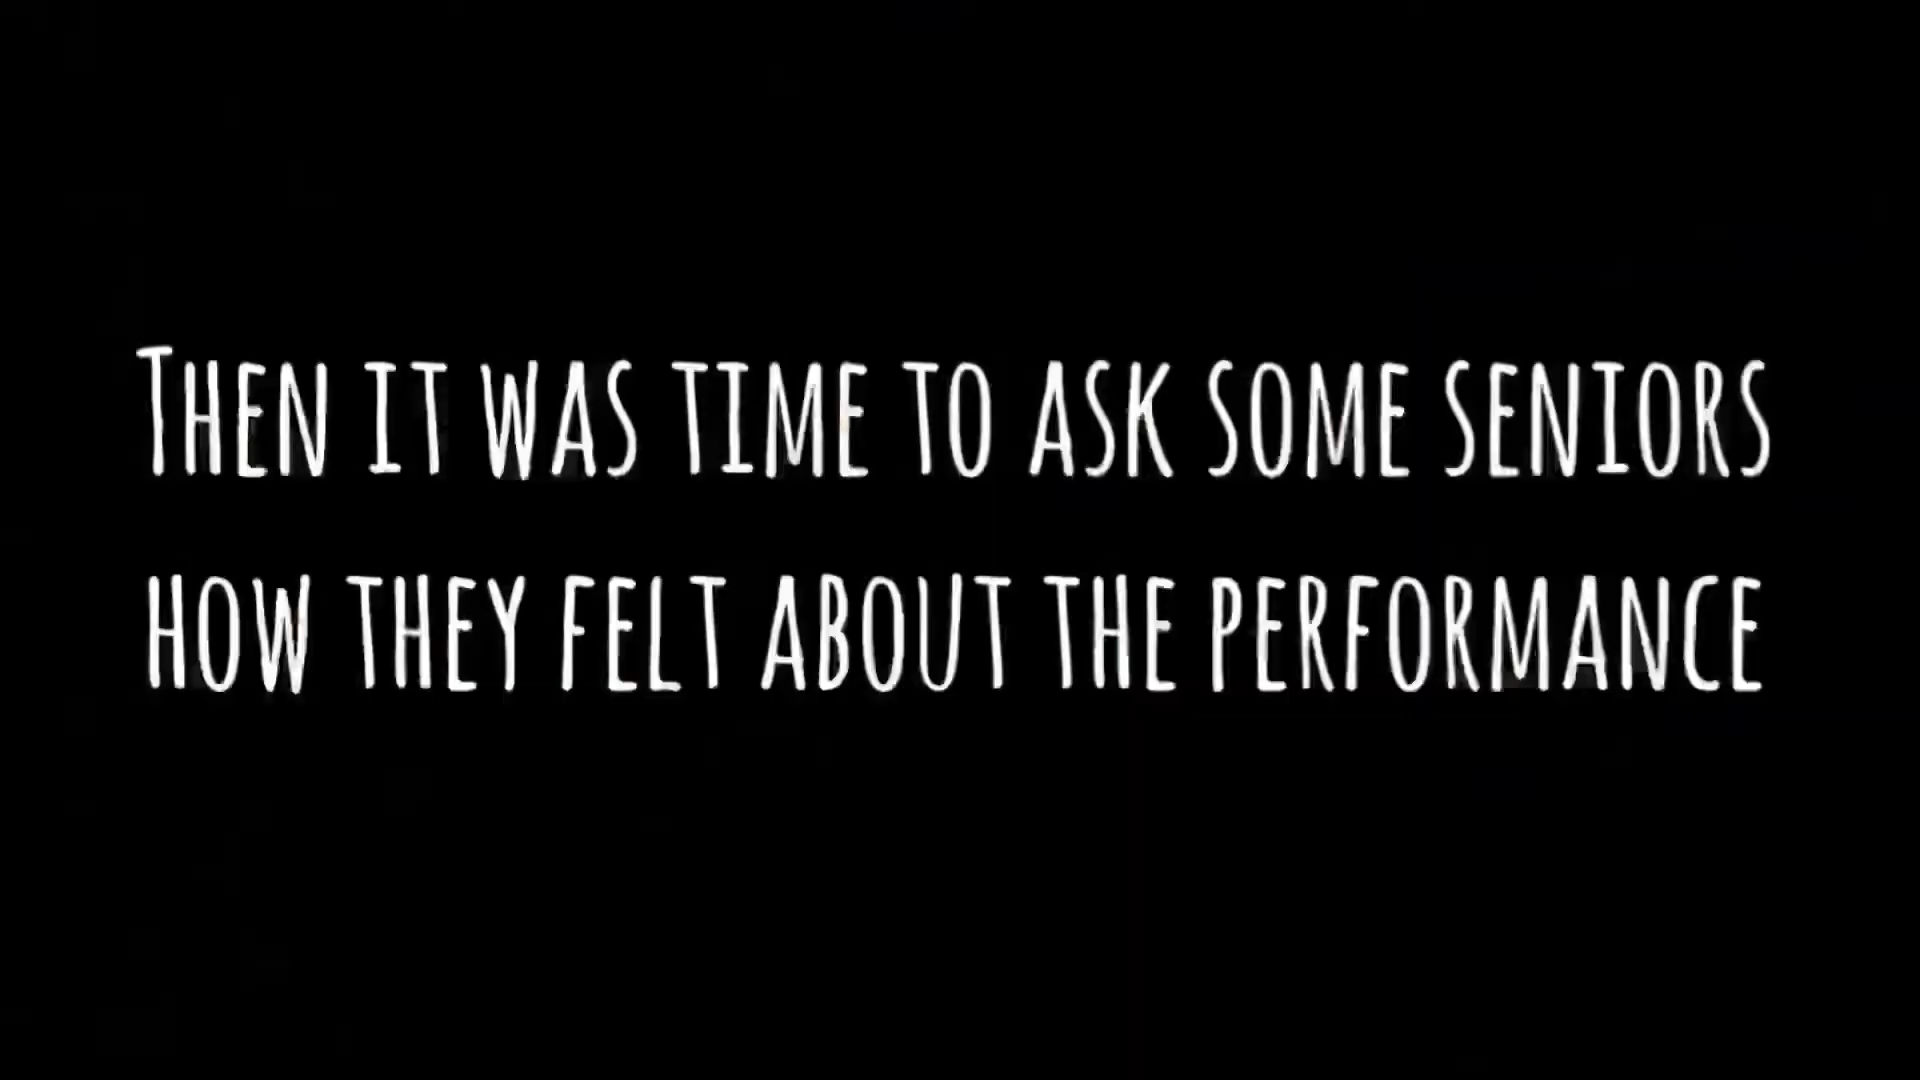 Then it was time to ask some seniors
how they felt about the performance